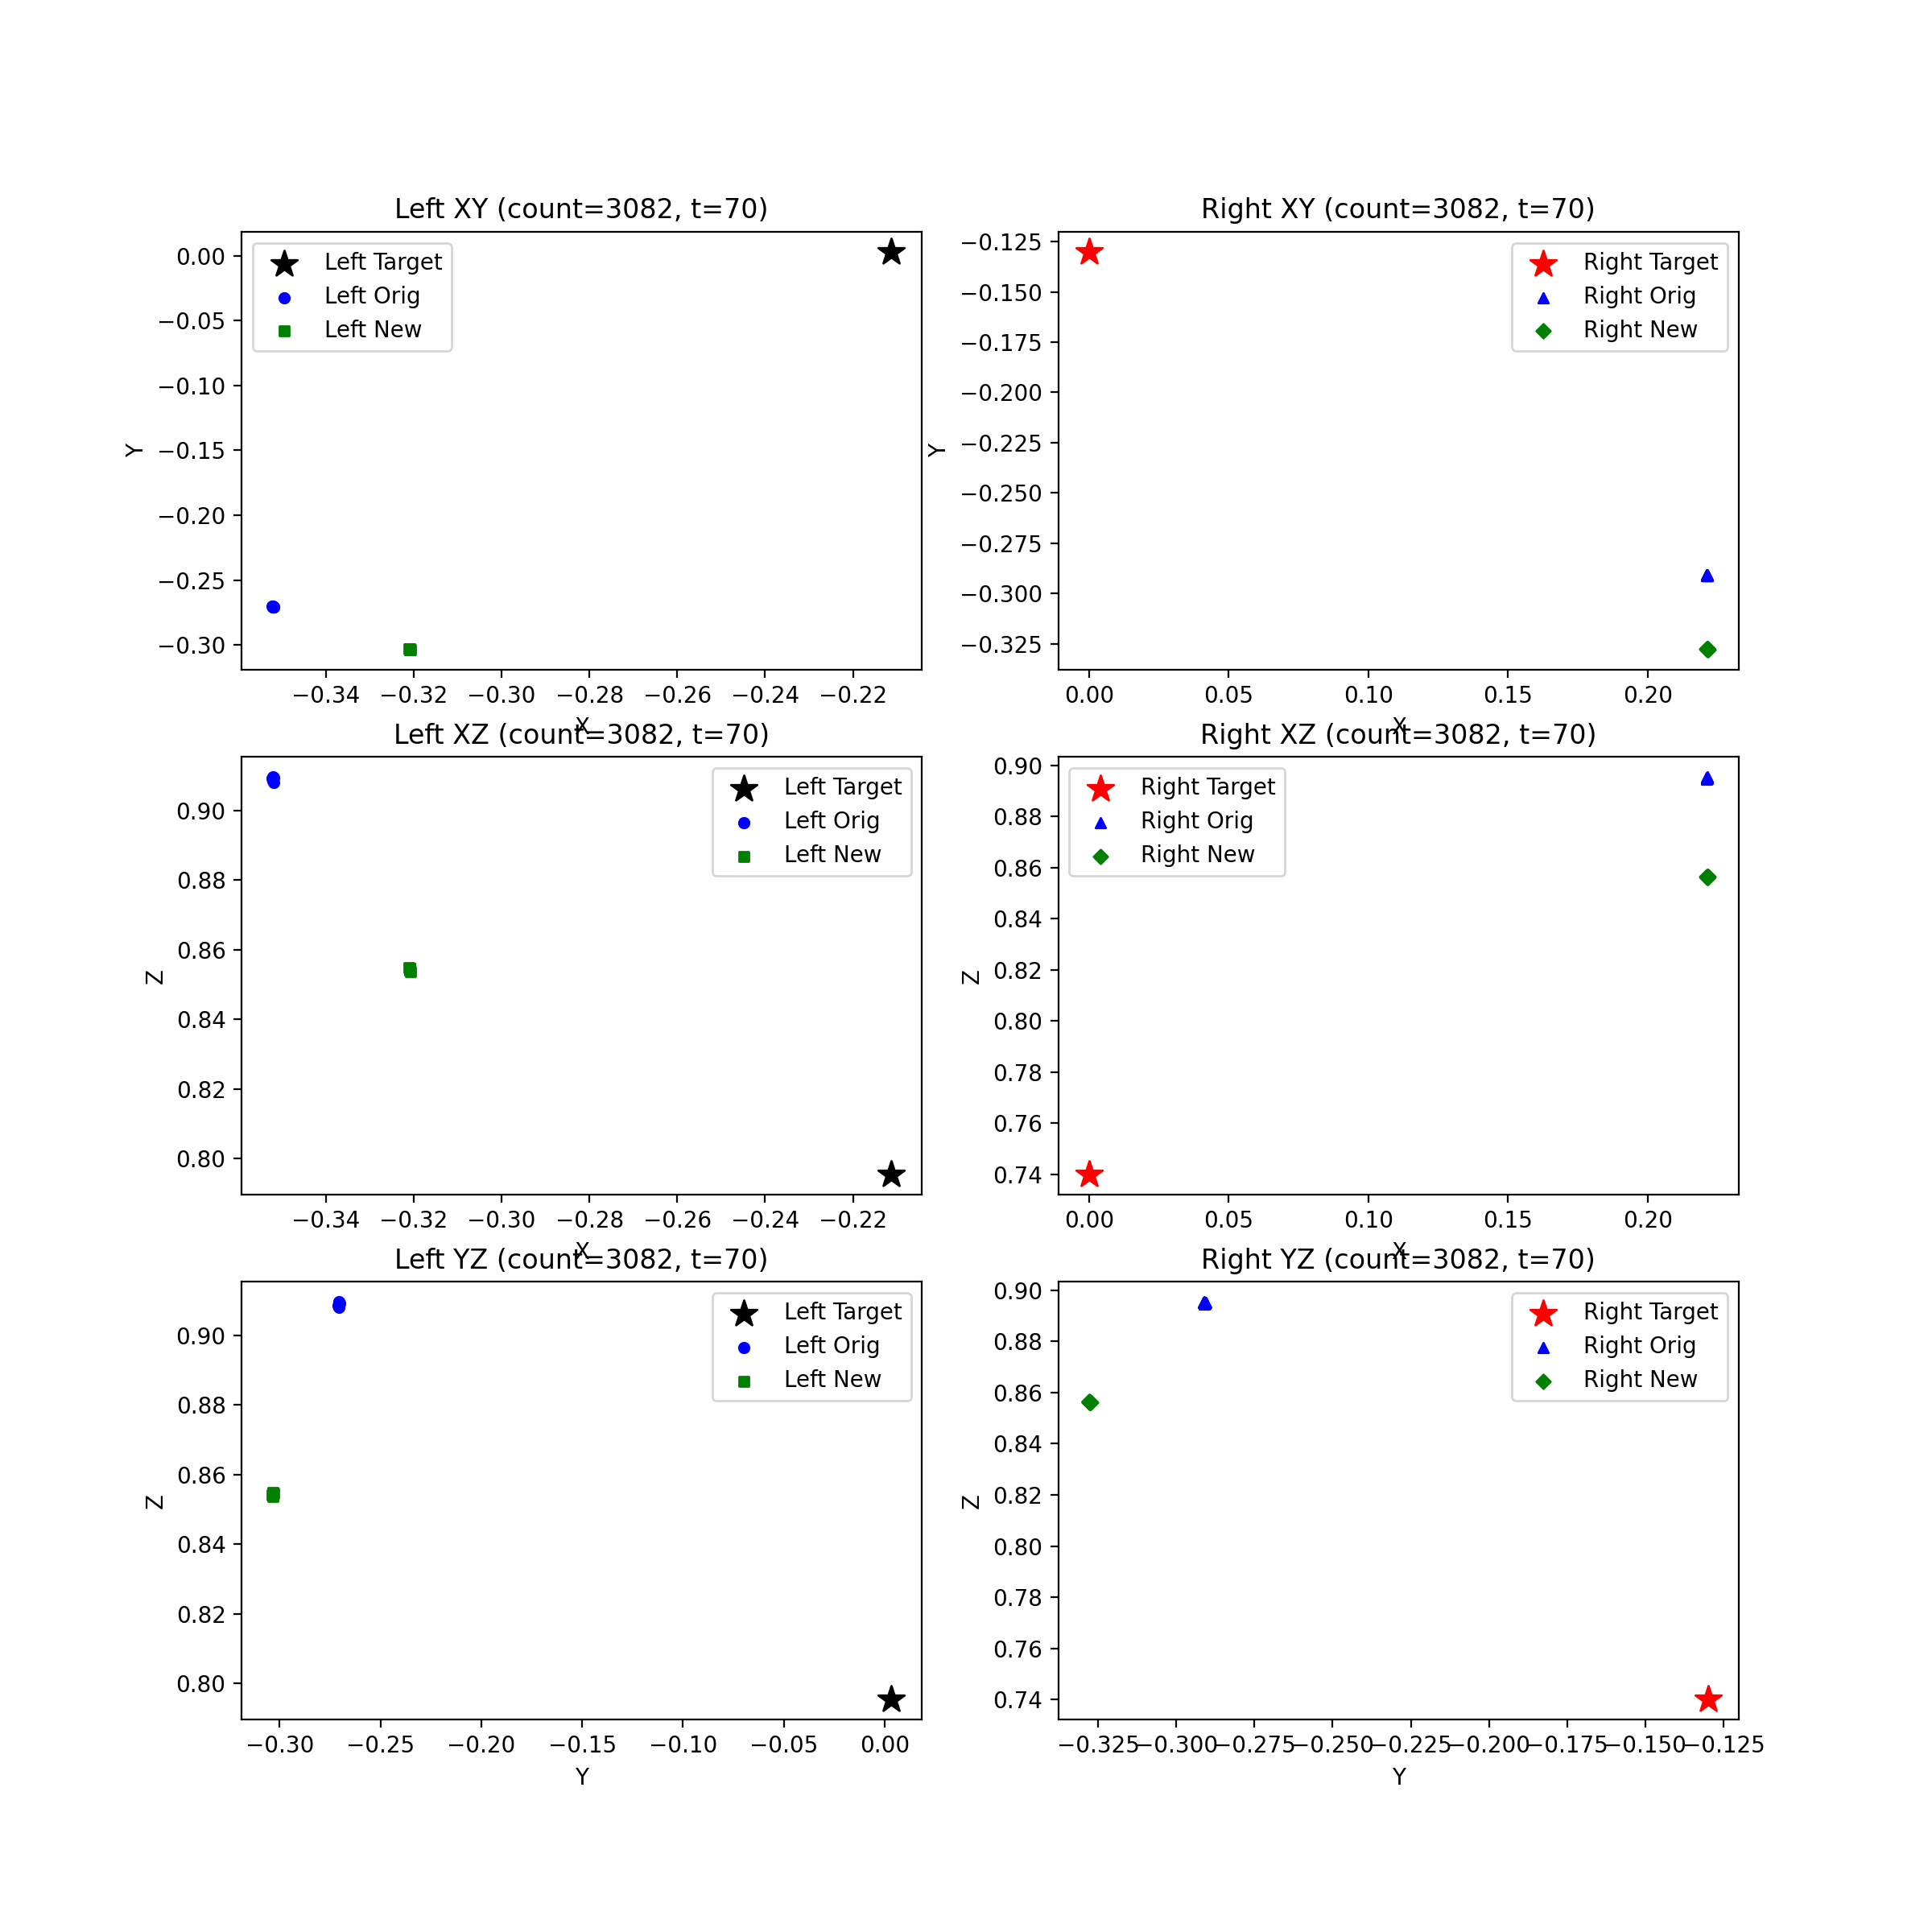 Left XY (count=3082, t=70)
Left Target
Left Orig
Left New
0.00
−0.05
−0.10
−0.15
−0.20
−0.25
−0.30
Y
−0.34
−0.32
−0.30
−0.28
−0.26
−0.24
−0.22
X
Right XY (count=3082, t=70)
Right Target
Right Orig
Right New
−0.125
−0.150
−0.175
−0.200
−0.225
−0.250
−0.275
−0.300
−0.325
Y
0.00
0.05
0.10
0.15
0.20
X
Left XZ (count=3082, t=70)
Left Target
Left Orig
Left New
0.90
0.88
0.86
0.84
0.82
0.80
Z
−0.34
−0.32
−0.30
−0.28
−0.26
−0.24
−0.22
X
Right XZ (count=3082, t=70)
Right Target
Right Orig
Right New
0.90
0.88
0.86
0.84
0.82
0.80
0.78
0.76
0.74
Z
0.00
0.05
0.10
0.15
0.20
X
Left YZ (count=3082, t=70)
Left Target
Left Orig
Left New
0.90
0.88
0.86
0.84
0.82
0.80
Z
−0.30
−0.25
−0.20
−0.15
−0.10
−0.05
0.00
Y
Right YZ (count=3082, t=70)
Right Target
Right Orig
Right New
0.90
0.88
0.86
0.84
0.82
0.80
0.78
0.76
0.74
Z
−0.325
−0.300
−0.275
−0.250
−0.225
−0.200
−0.175
−0.150
−0.125
Y